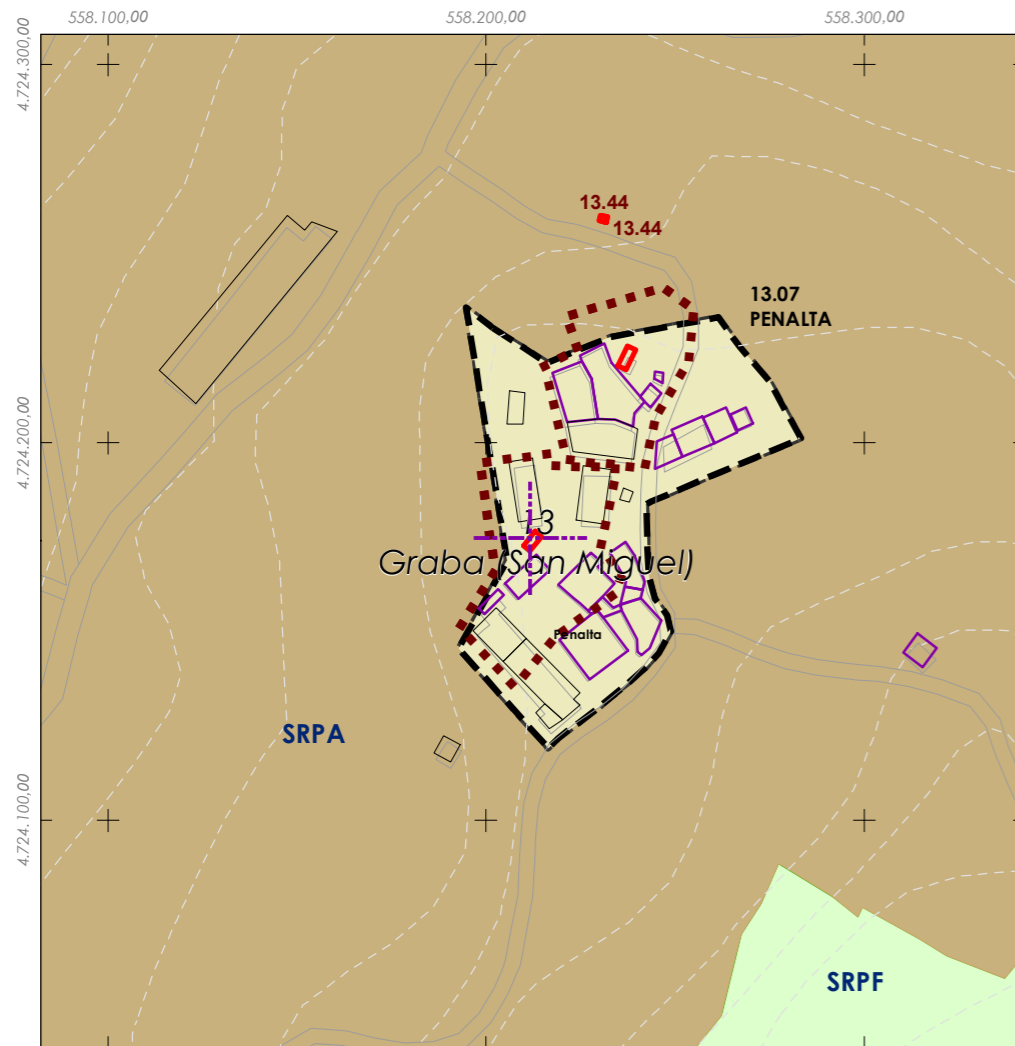 558.100,00
558.200,00
558.300,00
4.724.300,00
13.44
13.44
13.07
PENALTA
4.724.200,00
13
Graba (San Miguel)
Penalta
SRPA
4.724.100,00
SRPF